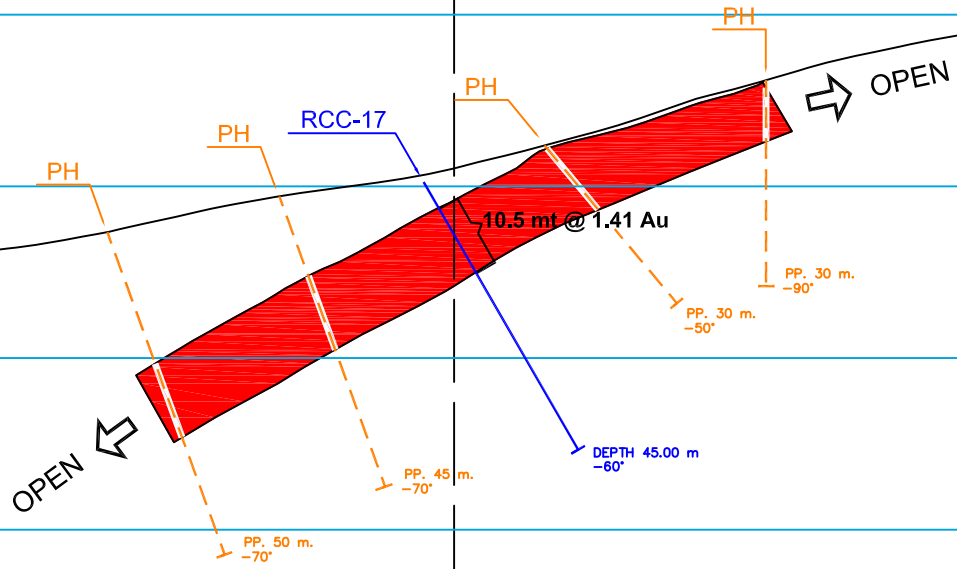 PH
OPEN
PH
RCC-17
PH
PH
10.5 mt @ 1.41 Au
PP. 30 m.
-90°
PP. 30 m.
-50°
DEPTH 45.00 m
-60°
OPEN
PP. 45 m.
-70°
PP. 50 m.
-70°